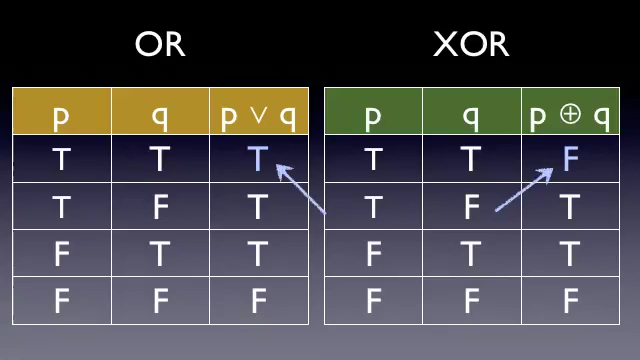 OR XOR
p q p ∨ q p q p ⊕ q
T T T T T F
T F T T F T
F T T F T T
F F F F F F